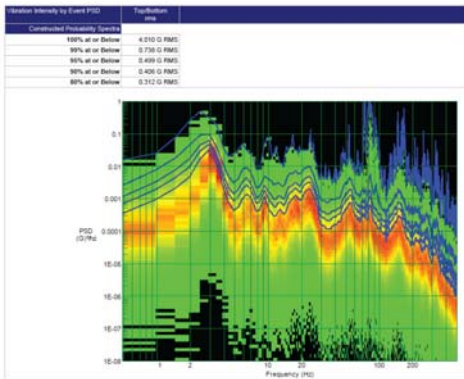 Vibration Intensity by Event PSD Top/Bottom
rms
Constructed Probability Spectra
100% at or Below 4.010 G RMS
99% at or Below 0.738 G RMS
95% at or Below 0.499 G RMS
90% at or Below 0.406 G RMS
80% at or Below 0.312 G RMS
1
0.1
0.01
0.001
0.0001
1E-05
1E-06
1E-07
1E-08
PSD
(G)²/hz
1 2 10 20 100 200
Frequency (Hz)